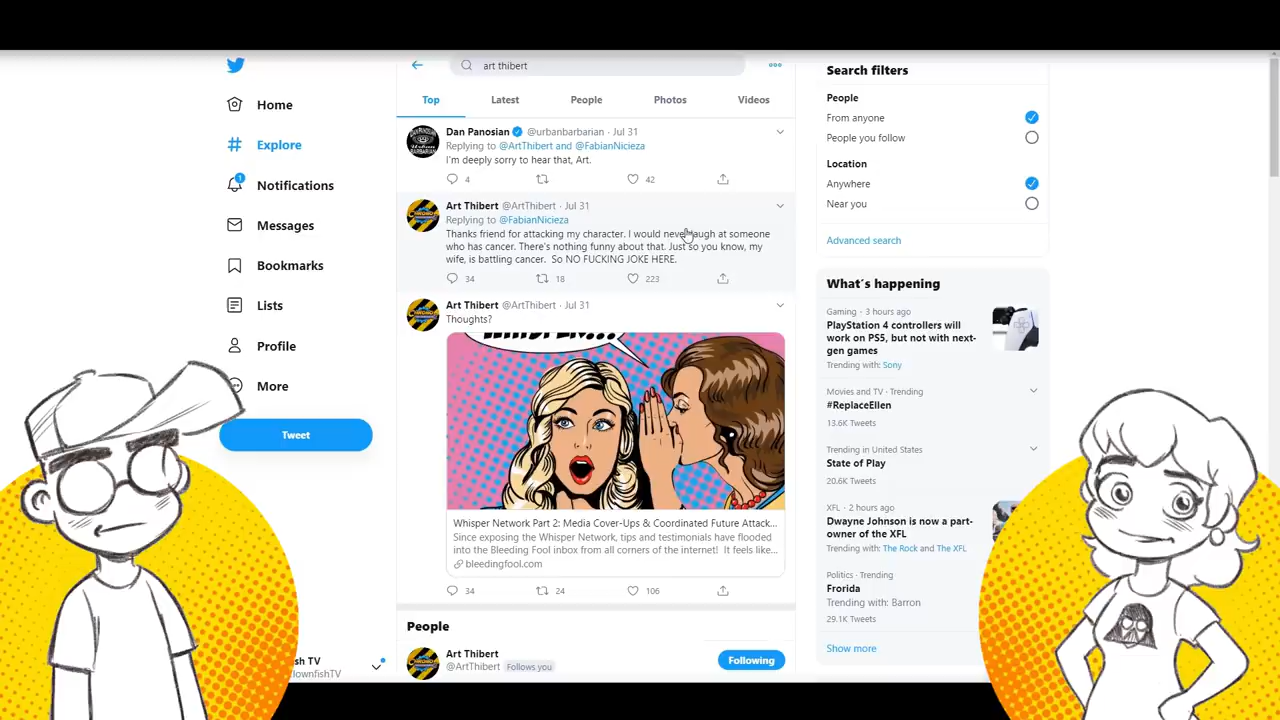 art thibert
Search filters
Home
Top
Latest
People
Photos
Videos
People
From anyone
People you follow
Explore
Dan Panosian @urbanbarbarian · Jul 31
Replying to @ArtThibert and @FabianNicieza
I'm deeply sorry to hear that, Art.
4
42
Location
Anywhere
Near you
1
Notifications
Art Thibert @ArtThibert · Jul 31
Replying to @FabianNicieza
Thanks friend for attacking my character. I would never laugh at someone
who has cancer. There's nothing funny about that. Just so you know, my
wife, is battling cancer. So NO FUCKING JOKE HERE.
34
18
223
Advanced search
Messages
Bookmarks
Lists
Profile
More
Tweet
Art Thibert @ArtThibert · Jul 31
Thoughts?
Whisper Network Part 2: Media Cover-Ups & Coordinated Future Attack...
Since exposing the Whisper Network, tips and testimonials have flooded
into the Bleeding Fool inbox from all corners of the internet! It feels like...
bleedingfool.com
34
24
106
What's happening
Gaming · 3 hours ago
PlayStation 4 controllers will
work on PS5, but not with next-
gen games
Trending with: Sony
Movies and TV · Trending
#ReplaceEllen
13.6K Tweets
Trending in United States
State of Play
20.6K Tweets
XFL · 2 hours ago
Dwayne Johnson is now a part-
owner of the XFL
Trending with: The Rock and The XFL
Politics · Trending
Frorida
Trending with: Barron
29.1K Tweets
Show more
People
Art Thibert
@ArtThibert Follows you
Following
sh TV
lownfishTV